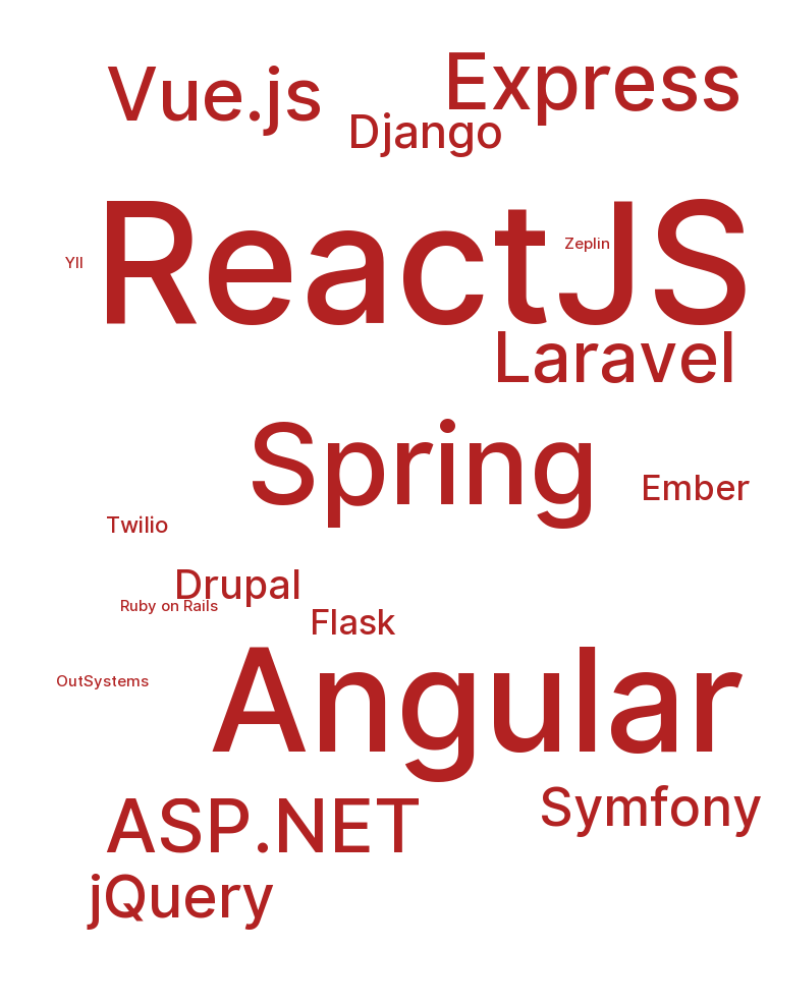 Vue.js
Express
Django
YII
ReactJS
Zeplin
Laravel
Spring
Ember
Twilio
Drupal
Ruby on Rails
Flask
OutSystems
Angular
ASP.NET
Symfony
jQuery